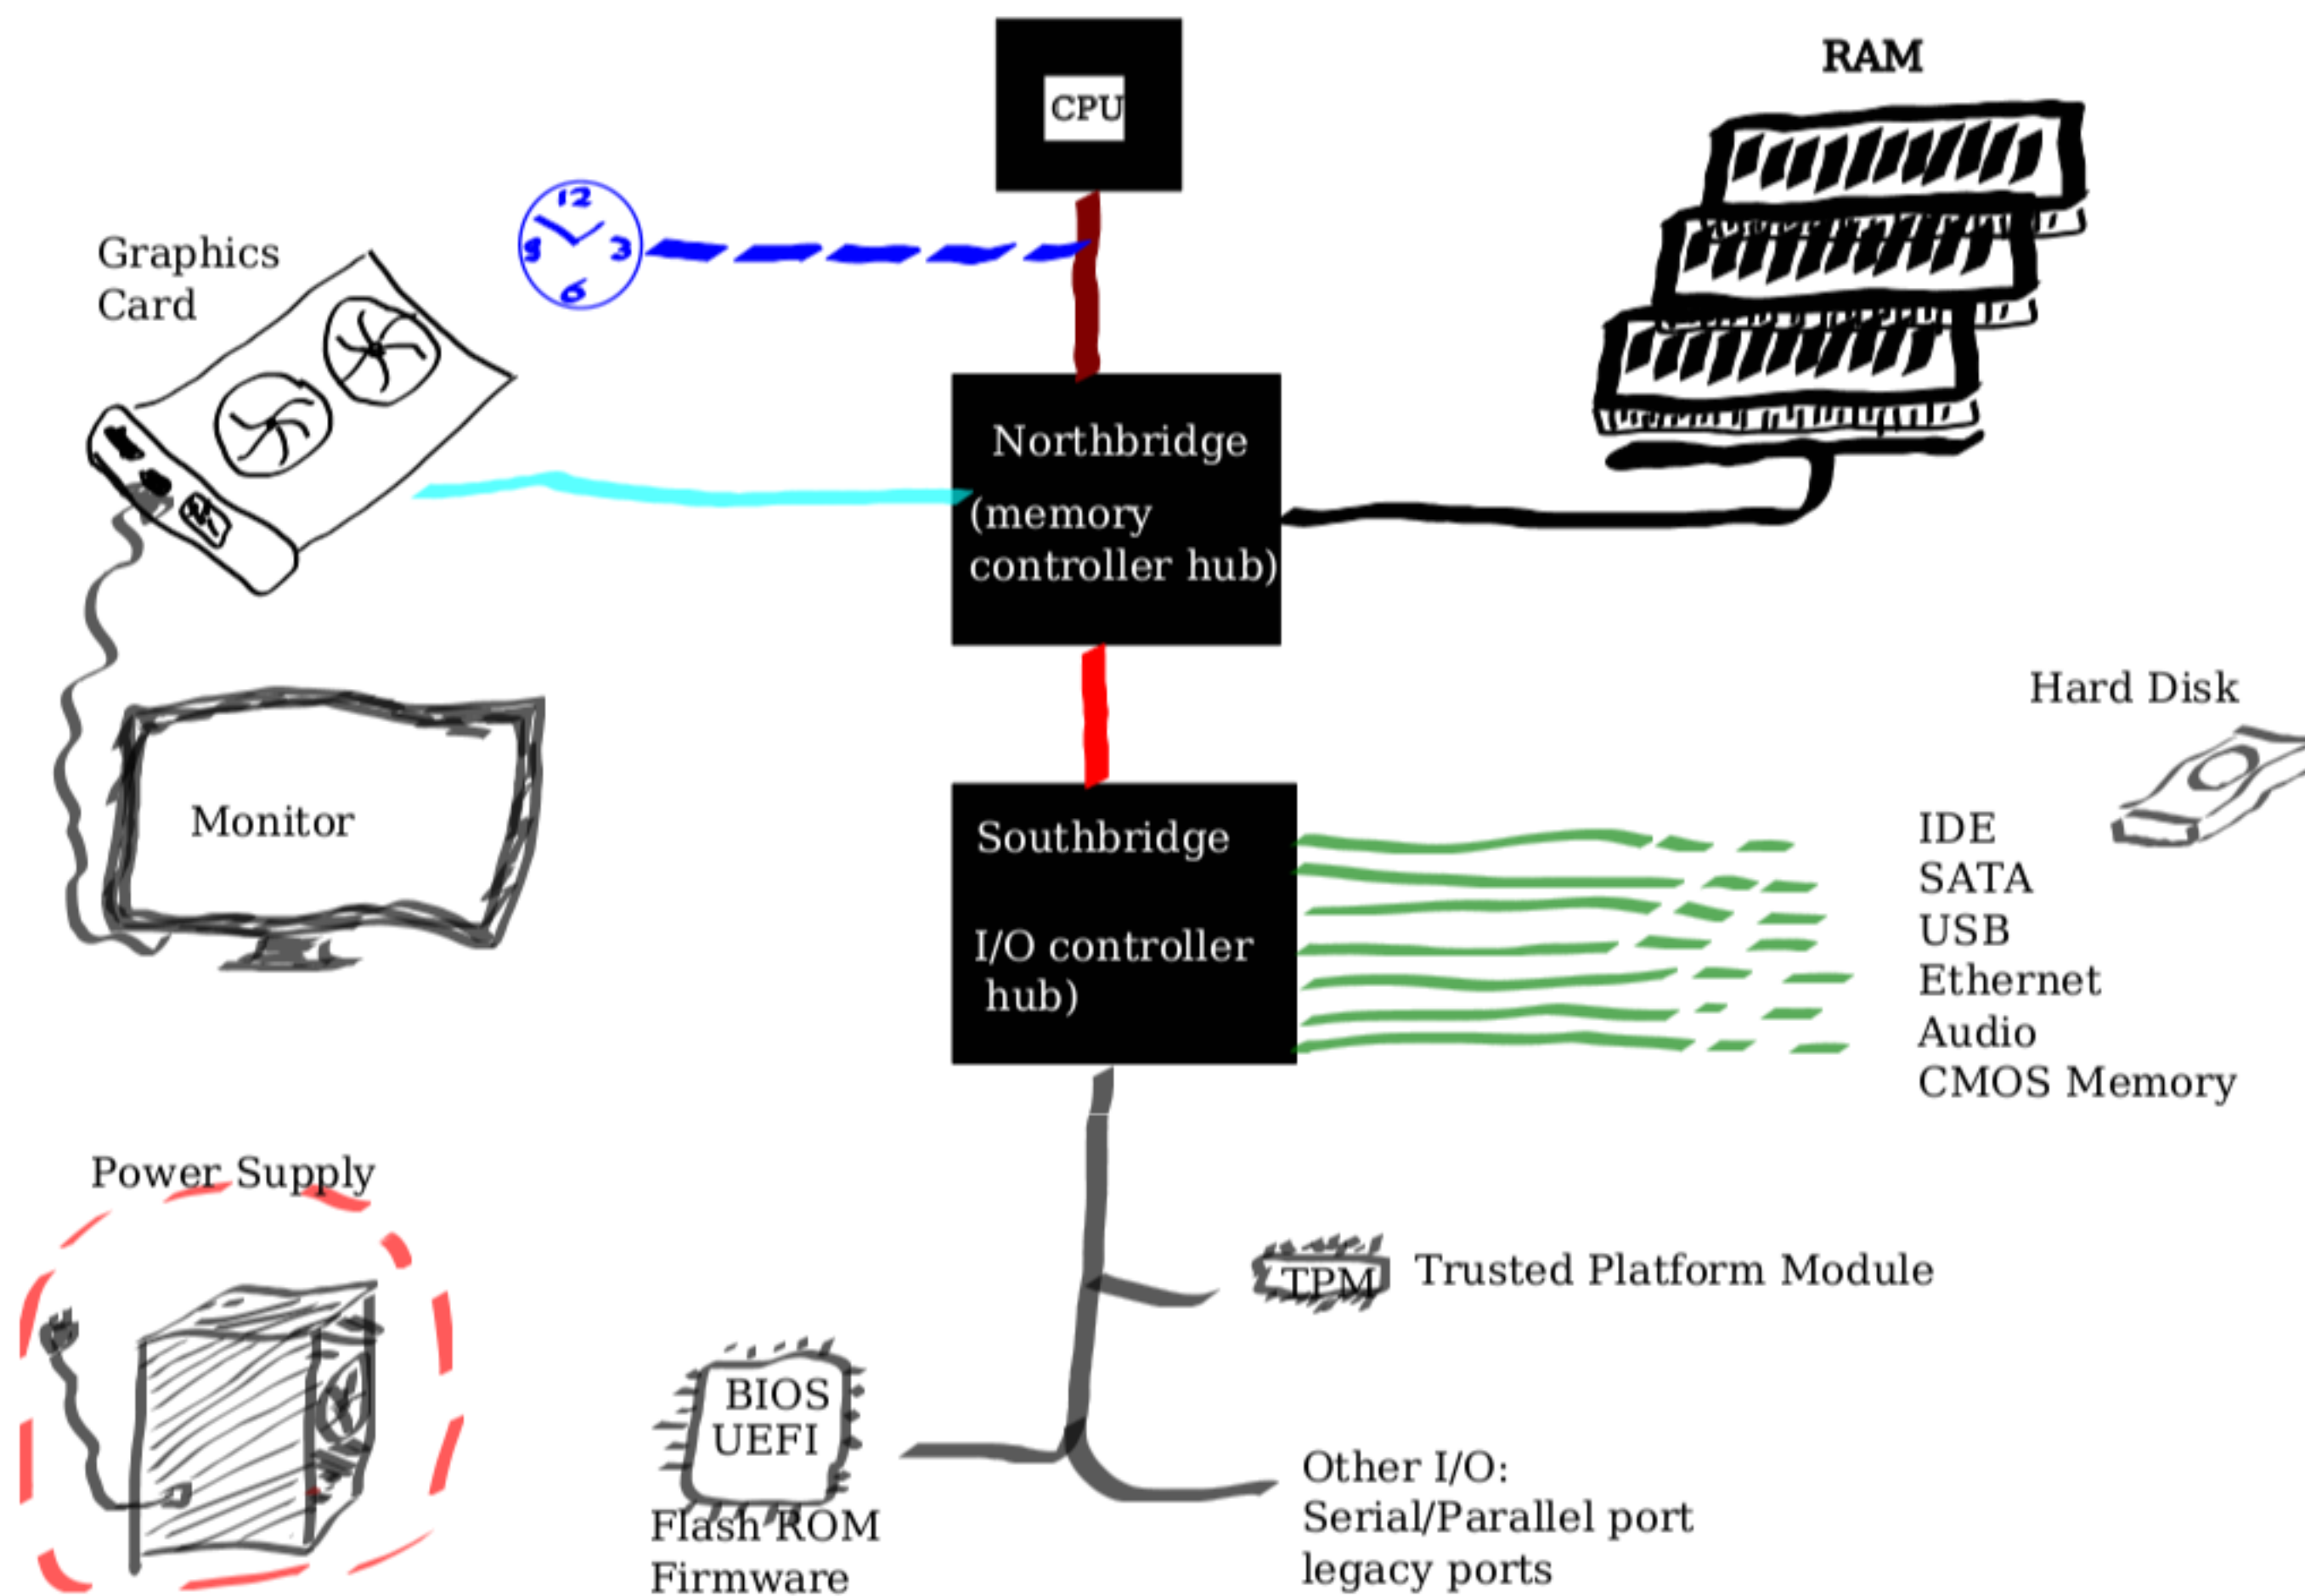 CPU
RAM
Graphics
Card
12
3
6
9
Northbridge
(memory
controller hub)
Hard Disk
Monitor
Southbridge
I/O controller
hub)
IDE
SATA
USB
Ethernet
Audio
CMOS Memory
Power Supply
TPM
Trusted Platform Module
BIOS
UEFI
Flash ROM
Firmware
Other I/O:
Serial/Parallel port
legacy ports